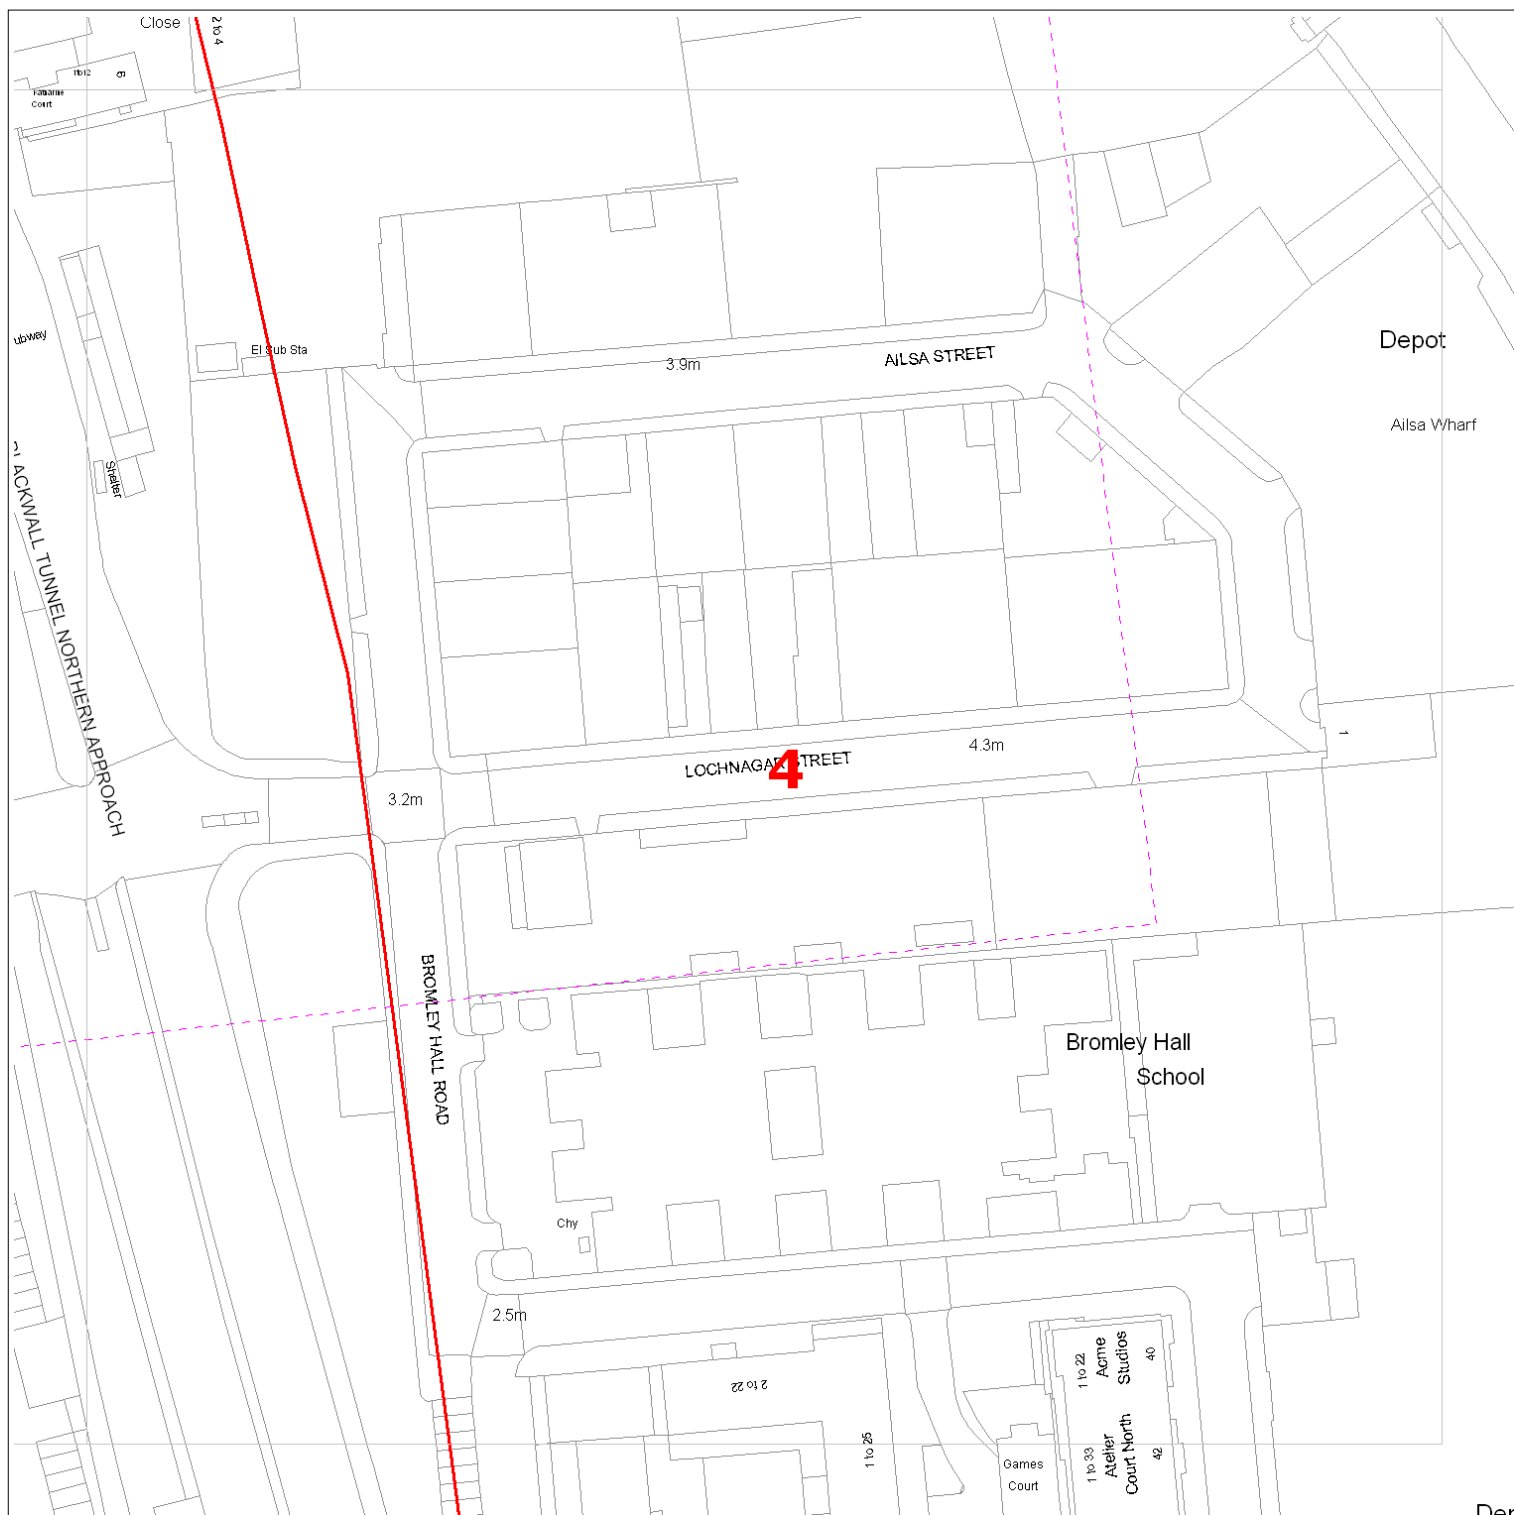 Close
2 to 4
6
Court
El Sub Sta
3.9m
AILSA STREET
Depot
Ailsa Wharf
Shelter
LACKWALL TUNNEL NORTHERN APPROACH
ubway
4
LOCHNAGAR STREET
4.3m
1
3.2m
BROMLEY HALL ROAD
Bromley Hall
School
Chy
2.5m
2 to 22
1 to 25
1 to 22
Acme
Studios
40
1 to 33
Atelier
Court North
42
Games
Court